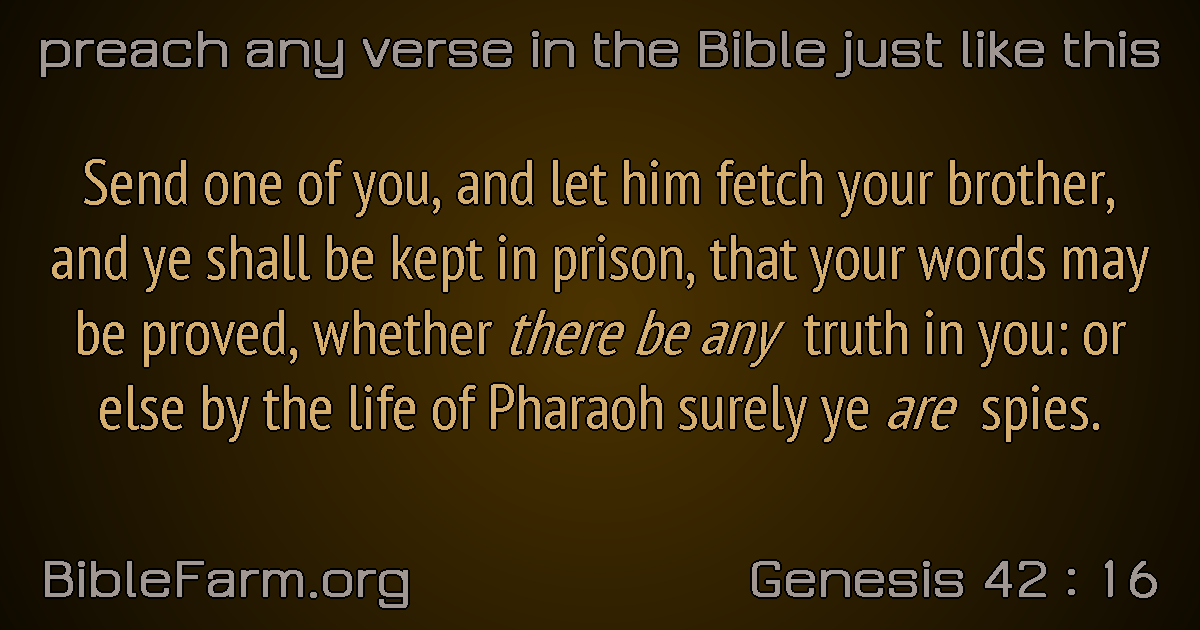 preach any verse in the Bible just like this
Send one of you, and let him fetch your brother,
and ye shall be kept in prison, that your words may
be proved, whether there be any truth in you: or
else by the life of Pharaoh surely ye are spies.
BibleFarm.org
Genesis 42 : 16